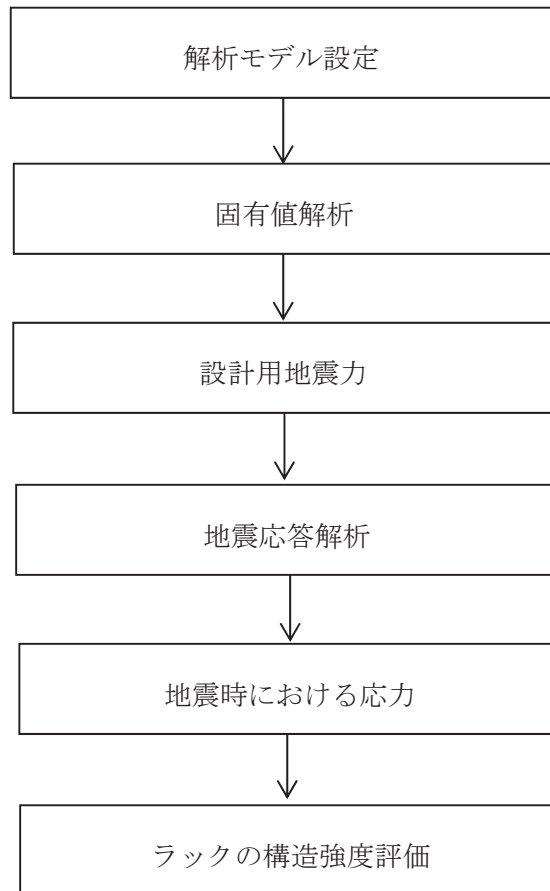 解析モデル設定
固有値解析
設計用地震力
地震応答解析
地震時における応力
ラックの構造強度評価